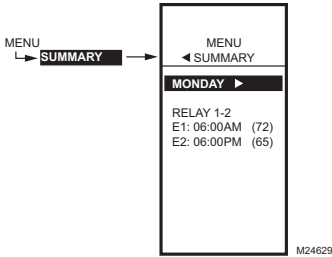 MENU
SUMMARY
MENU
◄ SUMMARY
MONDAY ►
RELAY 1-2
E1: 06:00AM (72)
E2: 06:00PM (65)
M24629